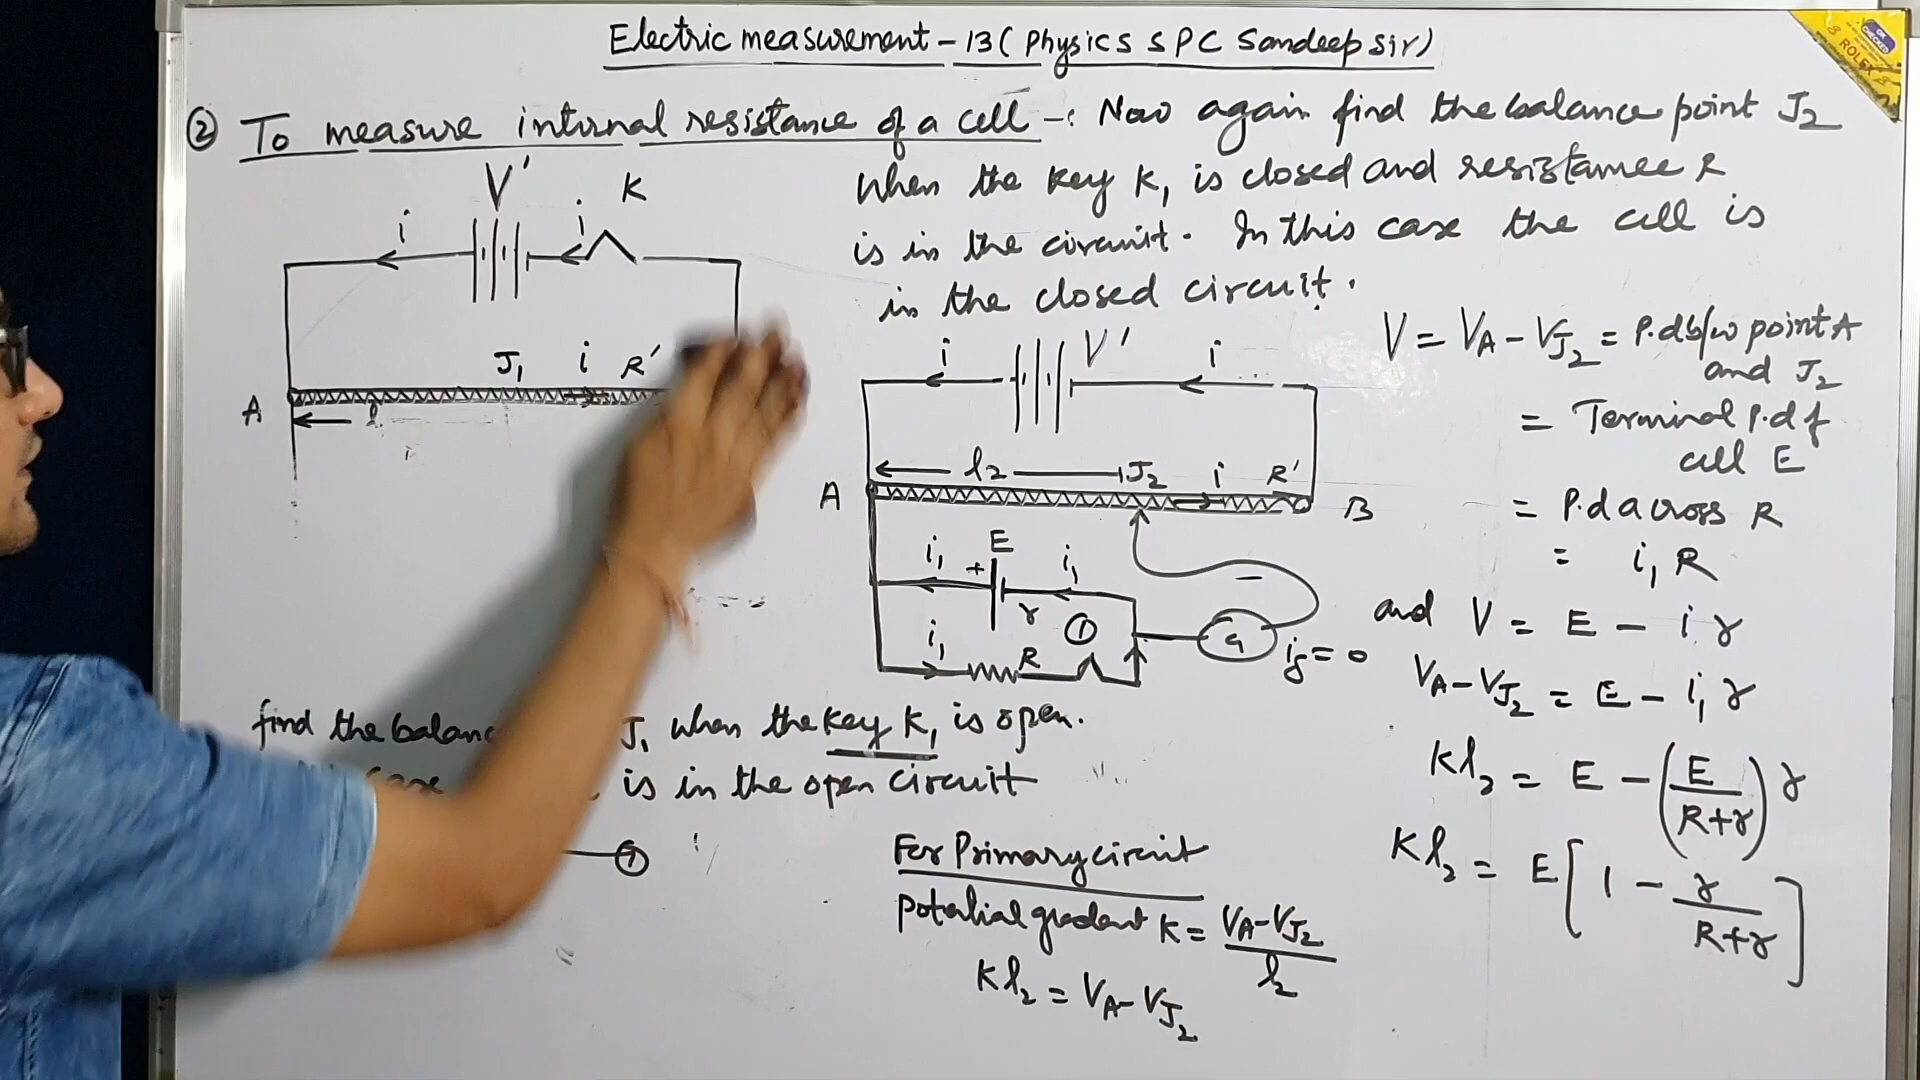 Electric measurement - 13 ( Physics SPC Sandeep sir)
② To measure internal resistance of a cell -: Now again find the balance point J₂
when the key K₁ is closed and resistance R
is in the circuit. In this case the cell is
in the closed circuit.
V' K
i i
J₁ i R'
A l
find the balanc J₁ when the key K₁ is open.
is in the open circuit
①
i V' i
l₂ J₂ i R'
A B
i₁ E i₁
+ r
i₁ R ① G ig = 0
−
For Primary circuit
Potential gradient K = VA - VJ₂ / l₂
Kl₂ = VA - VJ₂
V = VA - VJ₂ = P.d b/w point A
and J₂
= Terminal P.d of
cell E
= P.d across R
= i₁ R
and V = E - i₁ r
VA - VJ₂ = E - i₁ r
Kl₂ = E - (E / R+r) r
Kl₂ = E [1 - r / R+r]
OK CHECKED
ROLEX